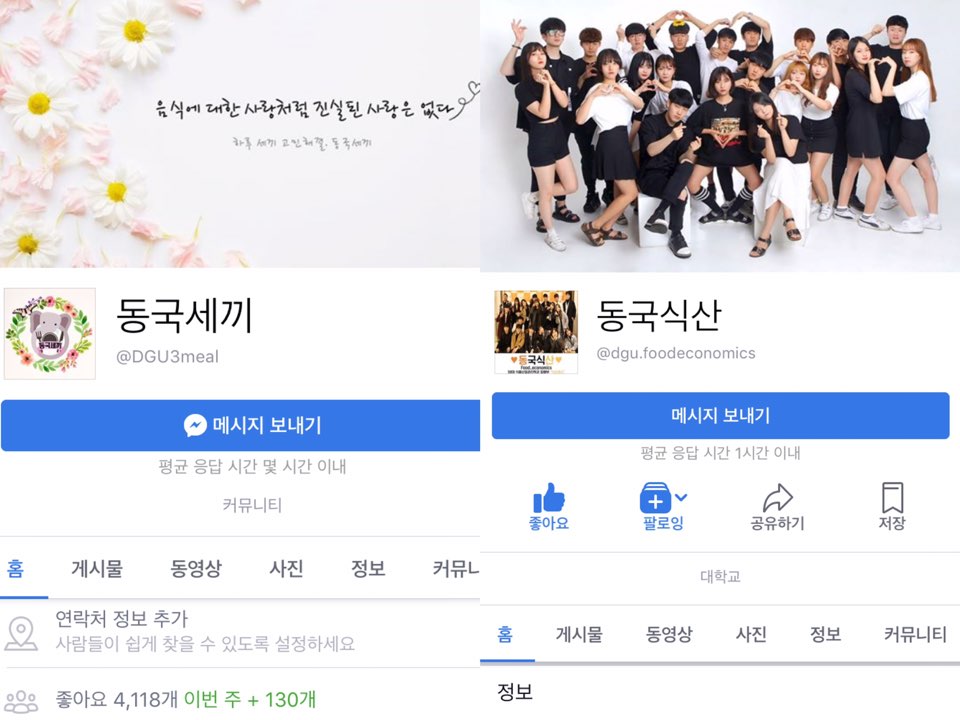 음식에 대한 사랑처럼 진실된 사랑은 없다
하루 세끼 고민해결, 동국세끼
동국세끼
동국세끼
@DGU3meal
메시지 보내기
평균 응답 시간 몇 시간 이내
커뮤니티
홈 게시물 동영상 사진 정보 커뮤니
연락처 정보 추가
사람들이 쉽게 찾을 수 있도록 설정하세요
좋아요 4,118개 이번 주 + 130개
동국식산
Food.economics
동국식산
@dgu.foodeconomics
메시지 보내기
평균 응답 시간 1시간 이내
좋아요 팔로잉 공유하기 저장
대학교
홈 게시물 동영상 사진 정보 커뮤니티
정보